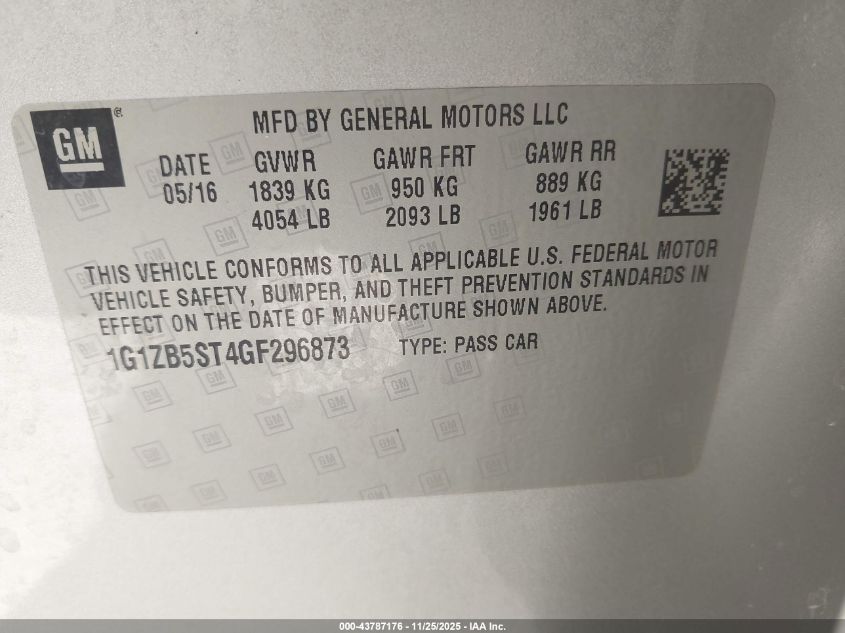 GM®
MFD BY GENERAL MOTORS LLC
DATE GVWR GAWR FRT GAWR RR
05/16 1839 KG 950 KG 889 KG
4054 LB 2093 LB 1961 LB
THIS VEHICLE CONFORMS TO ALL APPLICABLE U.S. FEDERAL MOTOR
VEHICLE SAFETY, BUMPER, AND THEFT PREVENTION STANDARDS IN
EFFECT ON THE DATE OF MANUFACTURE SHOWN ABOVE.
1G1ZB5ST4GF296873 TYPE: PASS CAR
000-43787176 - 11/25/2025 - IAA Inc.